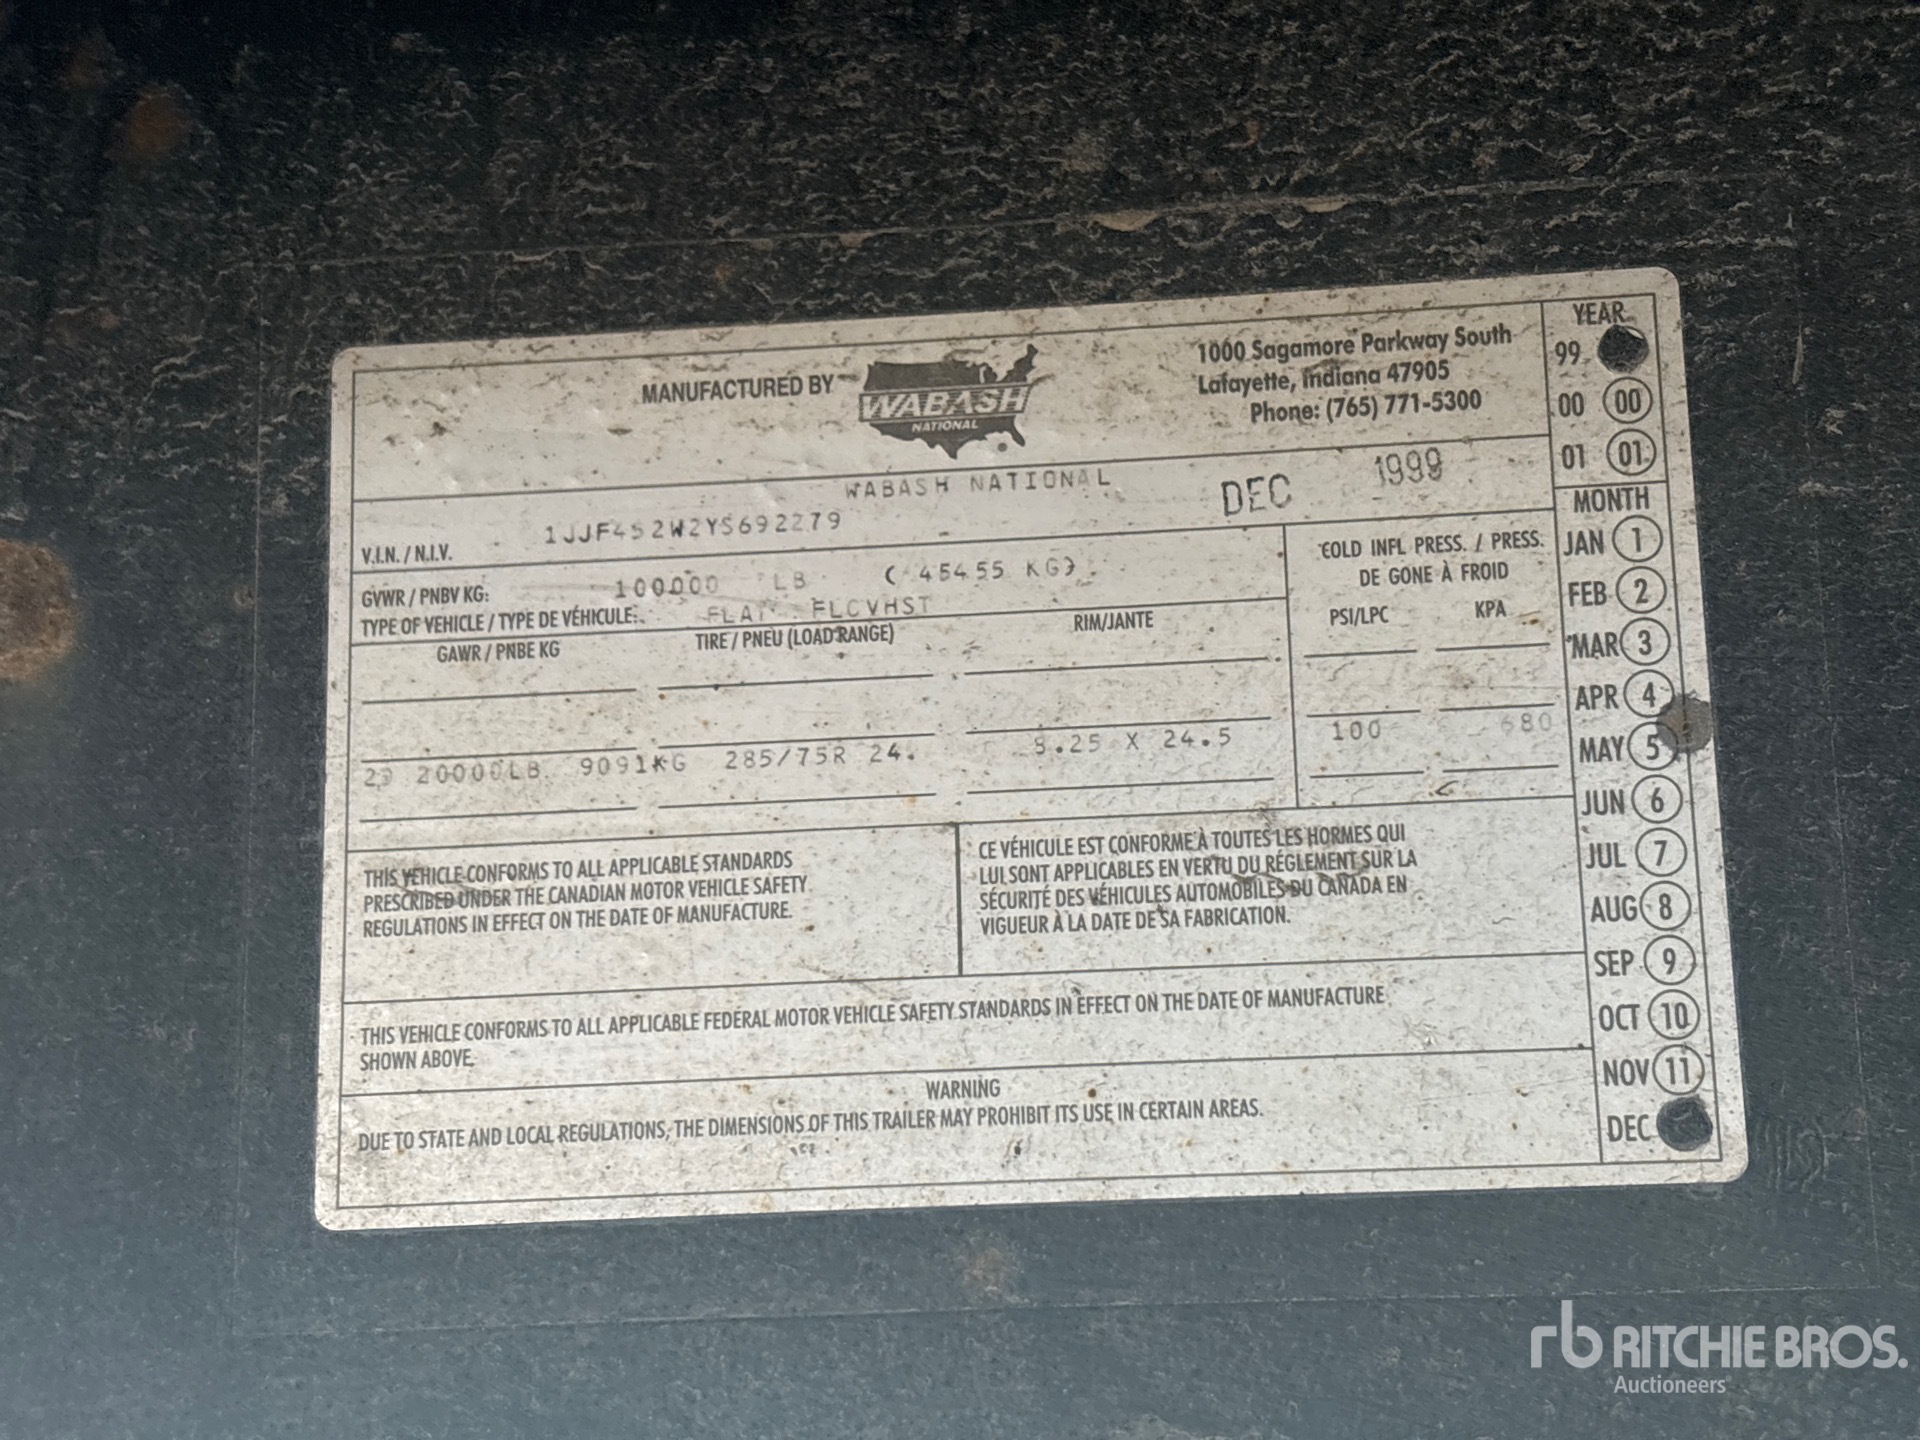 MANUFACTURED BY
WABASH
NATIONAL
1000 Sagamore Parkway South
Lafayette, Indiana 47905
Phone: (765) 771-5300
WABASH NATIONAL
DEC 1999
V.I.N. / N.I.V. 1JJF452W2YS692279
GVWR / PNBV KG: 100000 LB ( 45455 KG)
TYPE OF VEHICLE / TYPE DE VÉHICULE: FLAT FLCVHST
GAWR / PNBE KG
TIRE / PNEU (LOAD RANGE)
RIM/JANTE
COLD INFL PRESS. / PRESS.
DE GONE À FROID
PSI/LPC KPA
20000LB 9091KG 285/75R 24. 8.25 X 24.5 100 680
THIS VEHICLE CONFORMS TO ALL APPLICABLE STANDARDS
PRESCRIBED UNDER THE CANADIAN MOTOR VEHICLE SAFETY
REGULATIONS IN EFFECT ON THE DATE OF MANUFACTURE.
CE VÉHICULE EST CONFORME À TOUTES LES HORMES QUI
LUI SONT APPLICABLES EN VERTU DU RÉGLEMENT SUR LA
SÉCURITÉ DES VÉHICULES AUTOMOBILES DU CANADA EN
VIGUEUR À LA DATE DE SA FABRICATION.
THIS VEHICLE CONFORMS TO ALL APPLICABLE FEDERAL MOTOR VEHICLE SAFETY STANDARDS IN EFFECT ON THE DATE OF MANUFACTURE
SHOWN ABOVE.
WARNING
DUE TO STATE AND LOCAL REGULATIONS, THE DIMENSIONS OF THIS TRAILER MAY PROHIBIT ITS USE IN CERTAIN AREAS.
YEAR
99
00 00
01 01
MONTH
JAN 1
FEB 2
MAR 3
APR 4
MAY 5
JUN 6
JUL 7
AUG 8
SEP 9
OCT 10
NOV 11
DEC
rb RITCHIE BROS.
Auctioneers